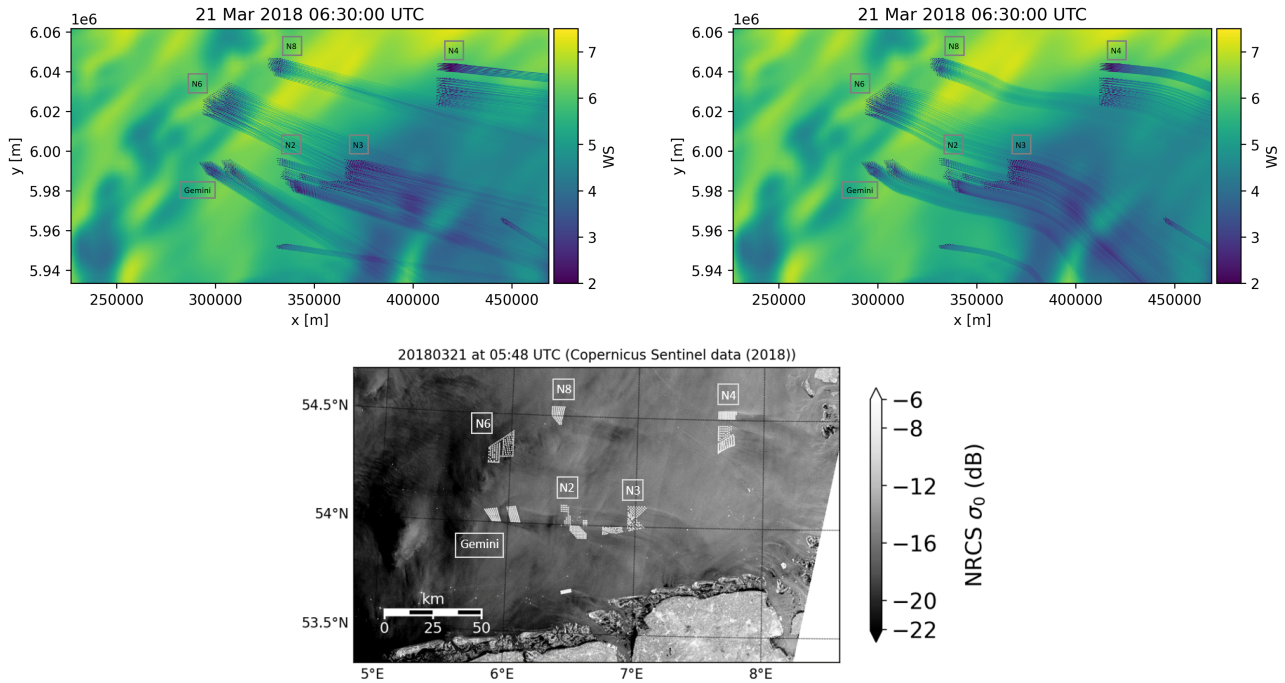 21 Mar 2018 06:30:00 UTC
1e6
6.06
6.04
6.02
6.00
5.98
5.96
5.94
y [m]
250000 300000 350000 400000 450000
x [m]
N8
N4
N6
N2
N3
Gemini
7
6
5
4
3
2
WS
21 Mar 2018 06:30:00 UTC
1e6
6.06
6.04
6.02
6.00
5.98
5.96
5.94
y [m]
250000 300000 350000 400000 450000
x [m]
N8
N4
N6
N2
N3
Gemini
7
6
5
4
3
2
WS
20180321 at 05:48 UTC (Copernicus Sentinel data (2018))
54.5°N
54°N
53.5°N
5°E 6°E 7°E 8°E
N8
N4
N6
N2
N3
Gemini
km
0 25 50
−6
−8
−12
−16
−20
−22
NRCS σ0 (dB)